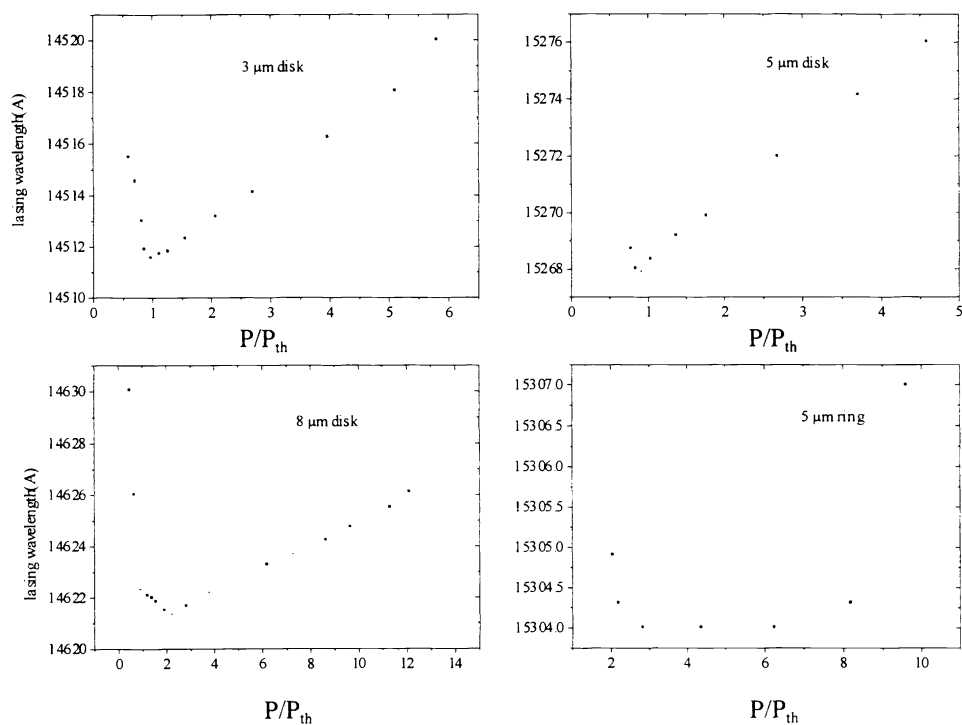 lasing wavelength(A)
14520
14518
14516
14514
14512
14510
3 µm disk
0 1 2 3 4 5 6
P/Pth
15276
15274
15272
15270
15268
5 µm disk
0 1 2 3 4 5
P/Pth
lasing wavelength(A)
14630
14628
14626
14624
14622
14620
8 µm disk
0 2 4 6 8 10 12 14
P/Pth
15307.0
15306.5
15306.0
15305.5
15305.0
15304.5
15304.0
5 µm ring
2 4 6 8 10
P/Pth